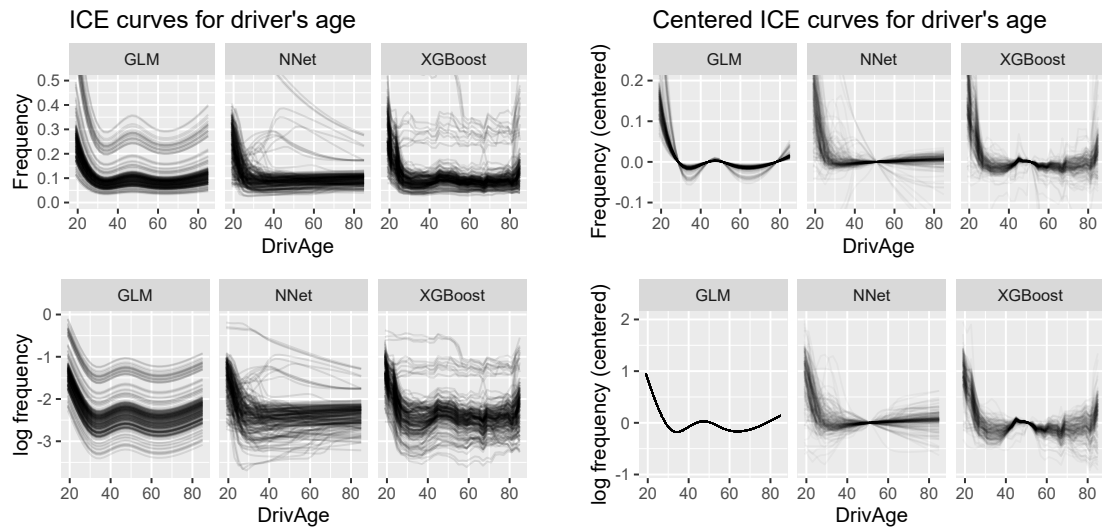 ICE curves for driver's age
GLM NNet XGBoost
Frequency
0.5
0.4
0.3
0.2
0.1
0.0
20 40 60 80 20 40 60 80 20 40 60 80
DrivAge
Centered ICE curves for driver's age
GLM NNet XGBoost
Frequency (centered)
0.2
0.1
0.0
-0.1
20 40 60 80 20 40 60 80 20 40 60 80
DrivAge
GLM NNet XGBoost
log frequency
0
-1
-2
-3
20 40 60 80 20 40 60 80 20 40 60 80
DrivAge
GLM NNet XGBoost
log frequency (centered)
2
1
0
-1
20 40 60 80 20 40 60 80 20 40 60 80
DrivAge